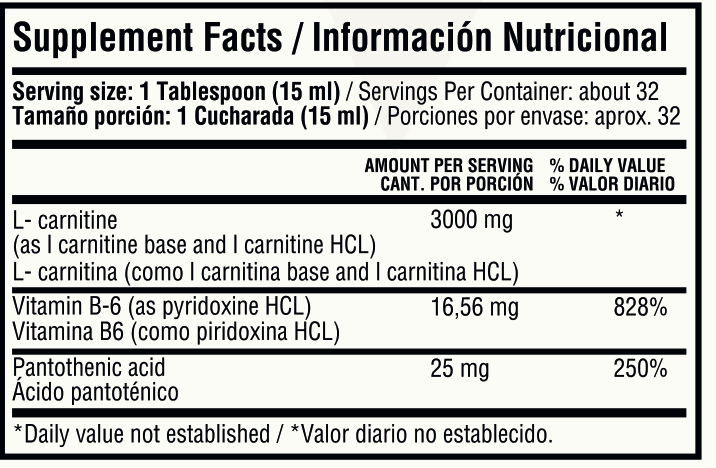 Supplement Facts / Información Nutricional
Serving size: 1 Tablespoon (15 ml) / Servings Per Container: about 32
Tamaño porción: 1 Cucharada (15 ml) / Porciones por envase: aprox. 32
AMOUNT PER SERVING % DAILY VALUE
CANT. POR PORCIÓN % VALOR DIARIO
L- carnitine 3000 mg *
(as l carnitine base and l carnitine HCL)
L- carnitina (como l carnitina base and l carnitina HCL)
Vitamin B-6 (as pyridoxine HCL) 16,56 mg 828%
Vitamina B6 (como piridoxina HCL)
Pantothenic acid 25 mg 250%
Ácido pantoténico
*Daily value not established / *Valor diario no establecido.